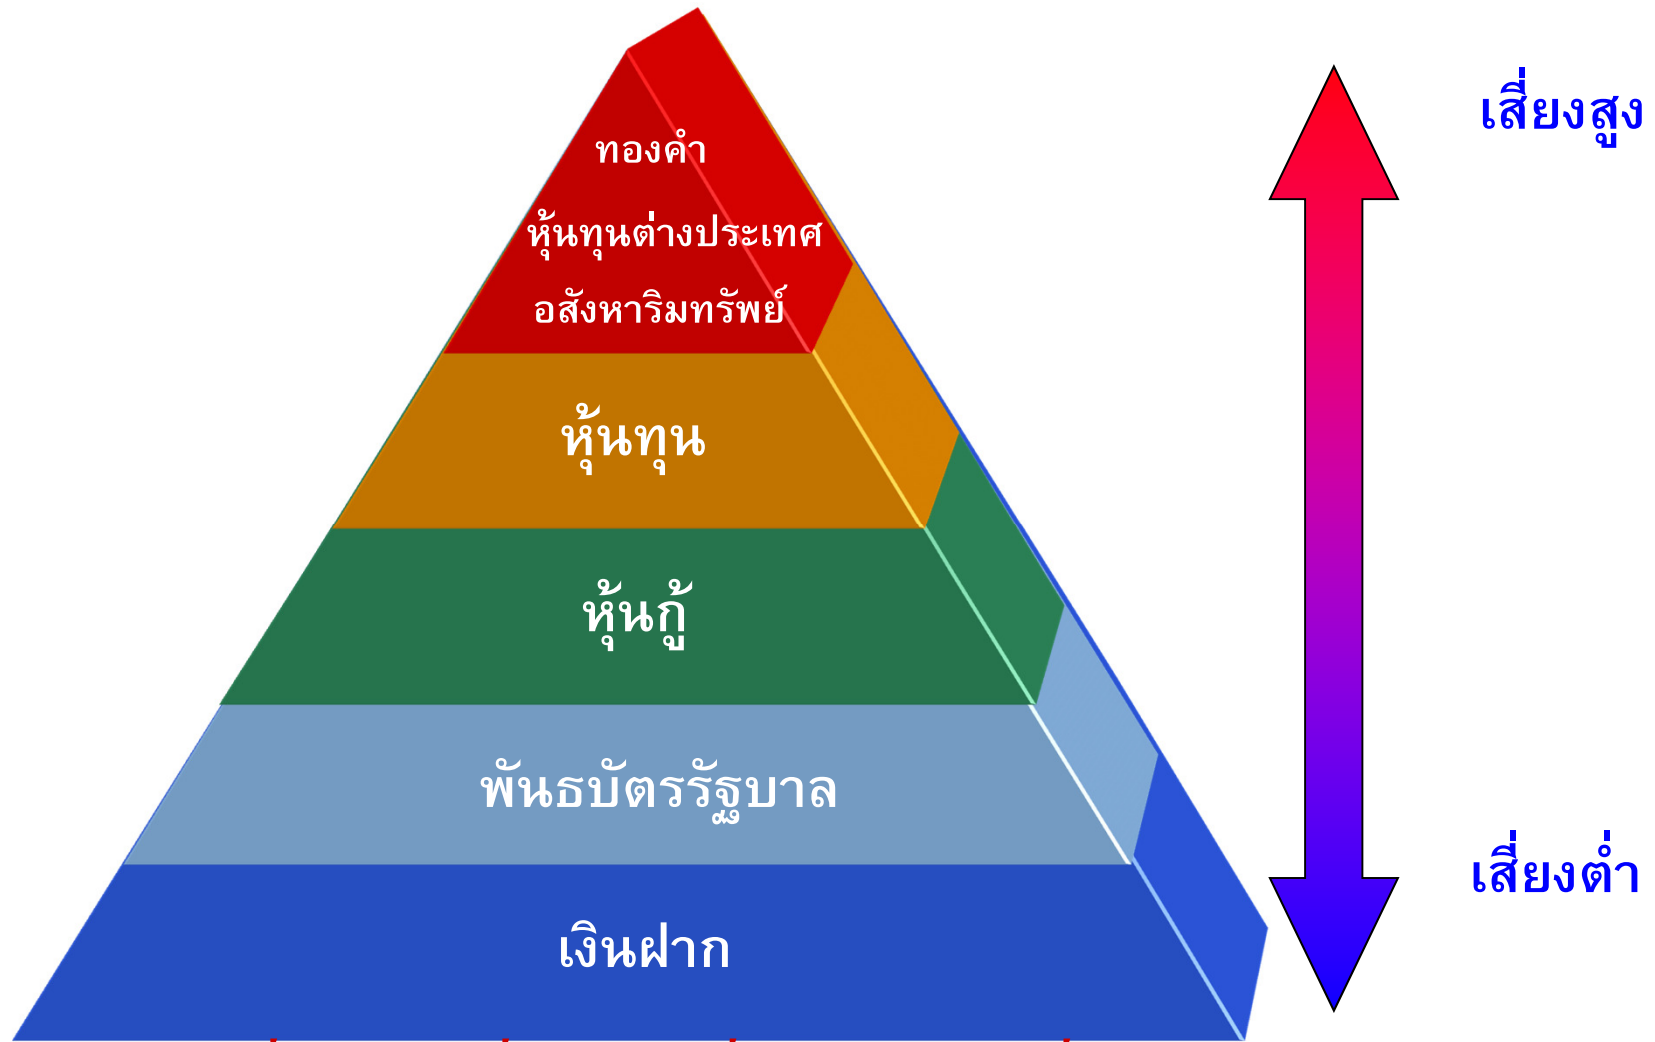 เสี่ยงสูง
ทองคำ
หุ้นทุนต่างประเทศ
อสังหาริมทรัพย์
หุ้นทุน
หุ้นกู้
พันธบัตรรัฐบาล
เสี่ยงต่ำ
เงินฝาก